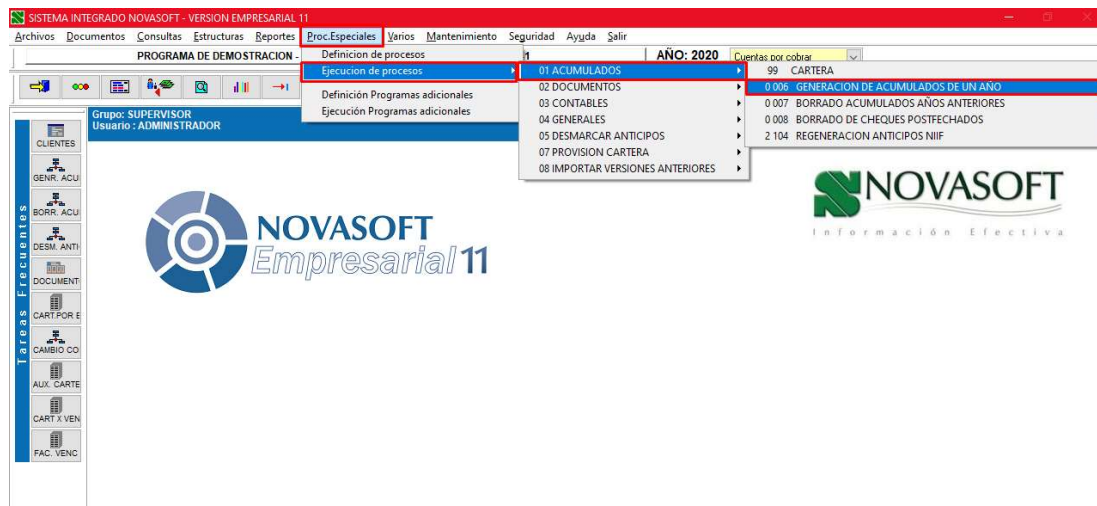 SISTEMA INTEGRADO NOVASOFT - VERSION EMPRESARIAL 11
Archivos Documentos Consultas Estructuras Reportes Proc.Especiales Varios Mantenimiento Seguridad Ayuda Salir
PROGRAMA DE DEMOSTRACION -
AÑO: 2020
Cuentas por cobrar
Definicion de procesos
Ejecucion de procesos
Definición Programas adicionales
Ejecución Programas adicionales
01 ACUMULADOS
02 DOCUMENTOS
03 CONTABLES
04 GENERALES
05 DESMARCAR ANTICIPOS
07 PROVISION CARTERA
08 IMPORTAR VERSIONES ANTERIORES
99 CARTERA
0 006 GENERACION DE ACUMULADOS DE UN AÑO
0 007 BORRADO ACUMULADOS AÑOS ANTERIORES
0 008 BORRADO DE CHEQUES POSTFECHADOS
2 104 REGENERACION ANTICIPOS NIIF
Grupo: SUPERVISOR
Usuario : ADMINISTRADOR
Tareas Frecuentes
CLIENTES
GENR. ACU
BORR. ACU
DESM. ANTI
DOCUMENT
CART.POR E
CAMBIO CO
AUX. CARTE
CART X VEN
FAC. VENC
NOVASOFT
Empresarial 11
NOVASOFT
Información Efectiva